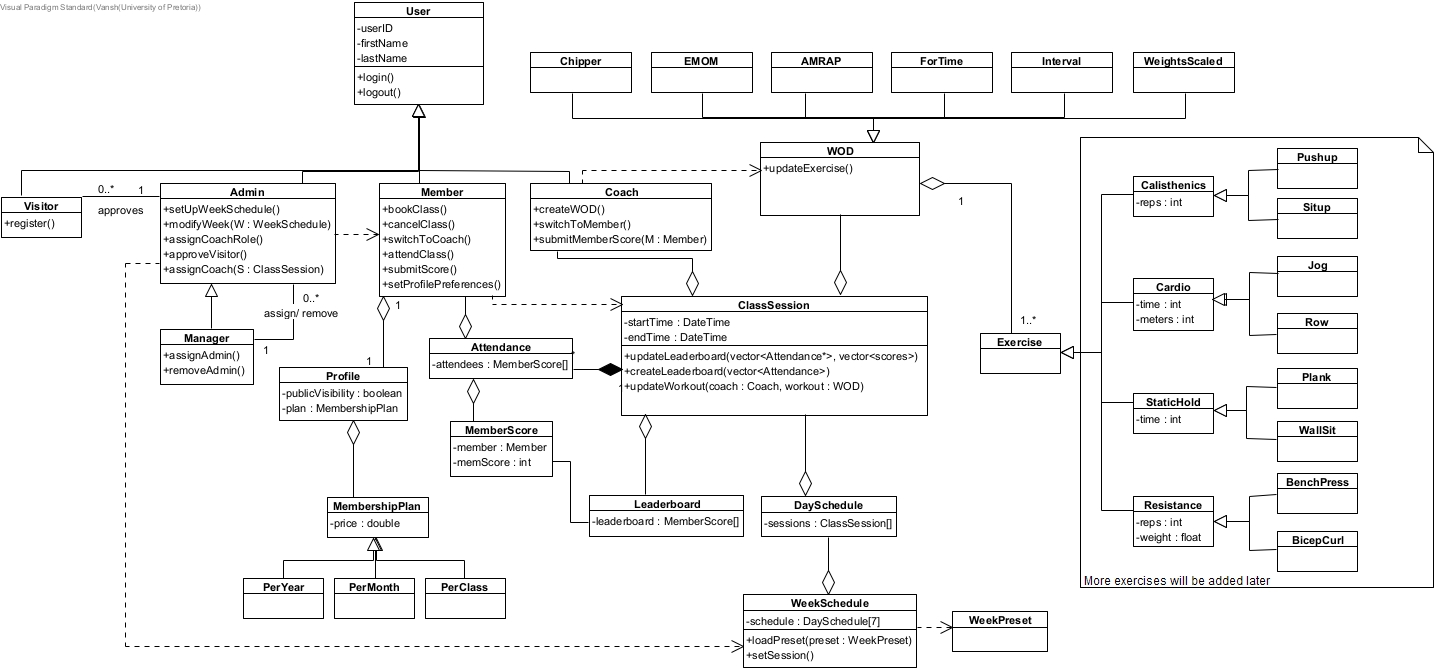 Visual Paradigm Standard(Vansh(University of Pretoria))
User
-userID
-firstName
-lastName
+login()
+logout()
Chipper
EMOM
AMRAP
ForTime
Interval
WeightsScaled
WOD
+updateExercise()
1
Visitor
+register()
0..*
1
approves
Admin
+setUpWeekSchedule()
+modifyWeek(W : WeekSchedule)
+assignCoachRole()
+approveVisitor()
+assignCoach(S : ClassSession)
Member
+bookClass()
+cancelClass()
+switchToCoach()
+attendClass()
+submitScore()
+setProfilePreferences()
Coach
+createWOD()
+switchToMember()
+submitMemberScore(M : Member)
0..*
assign/ remove
1
Manager
+assignAdmin()
+removeAdmin()
1
1
Profile
-publicVisibility : boolean
-plan : MembershipPlan
Attendance
-attendees : MemberScore[]
ClassSession
-startTime : DateTime
-endTime : DateTime
+updateLeaderboard(vector<Attendance*>, vector<scores>)
+createLeaderboard(vector<Attendance>)
+updateWorkout(coach : Coach, workout : WOD)
MemberScore
-member : Member
-memScore : int
MembershipPlan
-price : double
PerYear
PerMonth
PerClass
Leaderboard
-leaderboard : MemberScore[]
DaySchedule
-sessions : ClassSession[]
WeekSchedule
-schedule : DaySchedule[7]
+loadPreset(preset : WeekPreset)
+setSession()
WeekPreset
1..*
Exercise
Calisthenics
-reps : int
Pushup
Situp
Cardio
-time : int
-meters : int
Jog
Row
StaticHold
-time : int
Plank
WallSit
Resistance
-reps : int
-weight : float
BenchPress
BicepCurl
More exercises will be added later